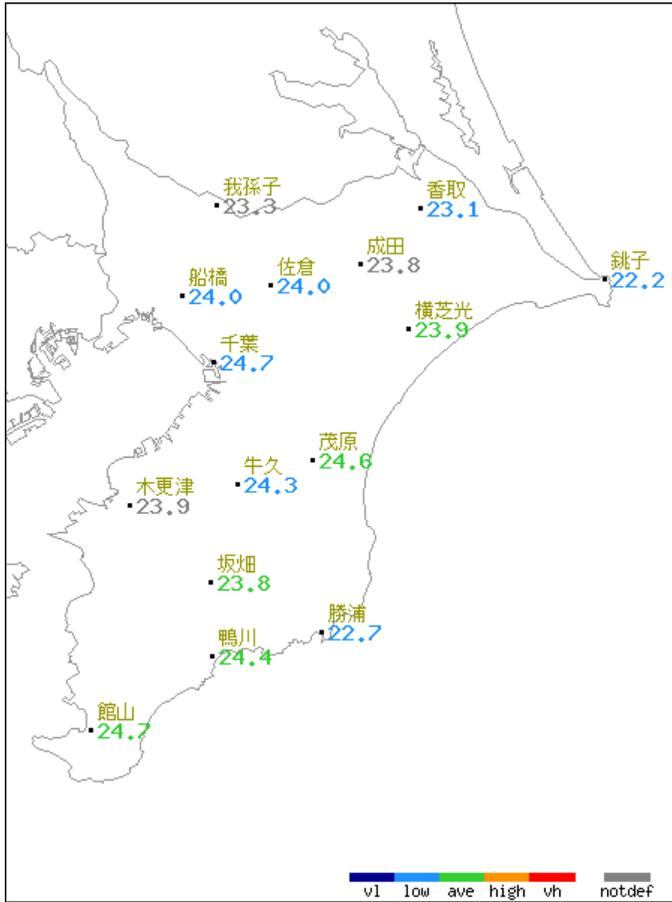 我孫子
23.3
香取
23.1
成田
23.8
銚子
22.2
船橋
24.0
佐倉
24.0
横芝光
23.9
千葉
24.7
茂原
24.6
牛久
24.3
木更津
23.9
坂畑
23.8
勝浦
22.7
鴨川
24.4
館山
24.7
vl low ave high vh notdef